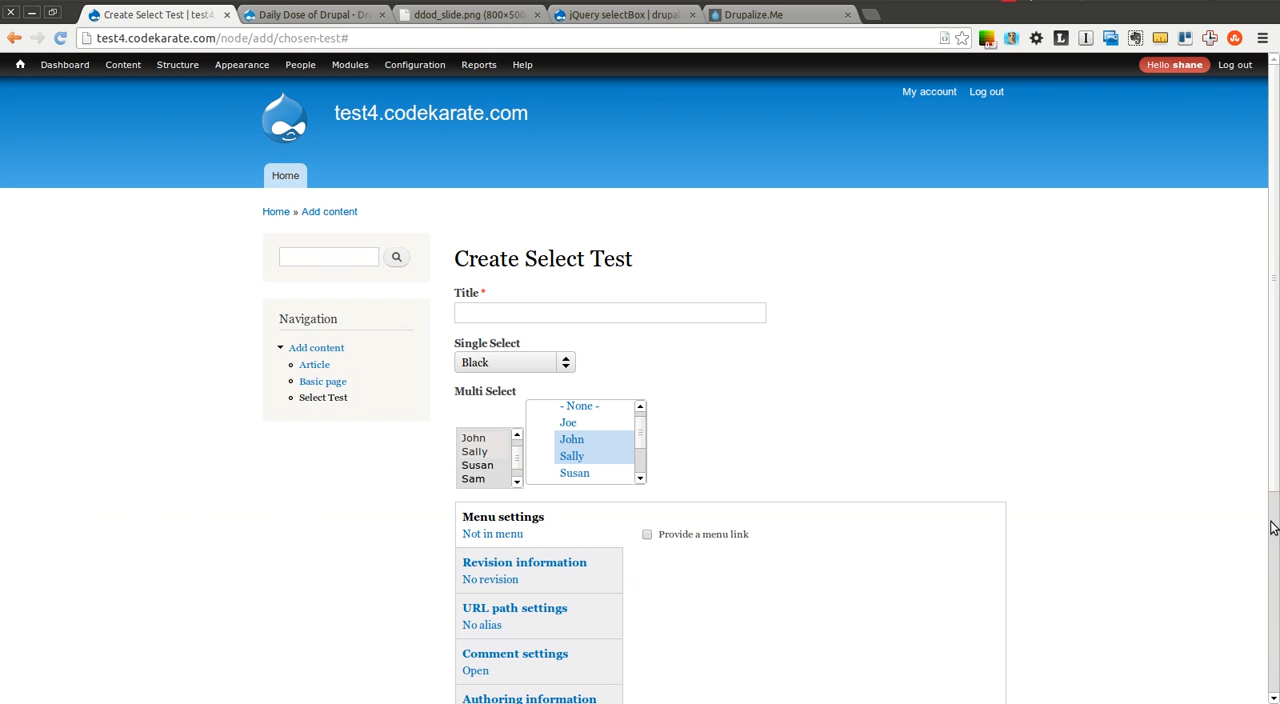 Create Select Test | test4.
Daily Dose of Drupal - Dr
ddod_slide.png (800×500
jQuery selectBox | drupal.
Drupalize.Me
test4.codekarate.com/node/add/chosen-test#
Dashboard Content Structure Appearance People Modules Configuration Reports Help
Hello shane Log out
My account Log out
test4.codekarate.com
Home
Home » Add content
Create Select Test
Title *
Navigation
Add content
Article
Basic page
Select Test
Single Select
Black
Multi Select
John
Sally
Susan
Sam
- None -
Joe
John
Sally
Susan
Menu settings
Not in menu
Provide a menu link
Revision information
No revision
URL path settings
No alias
Comment settings
Open
Authoring information